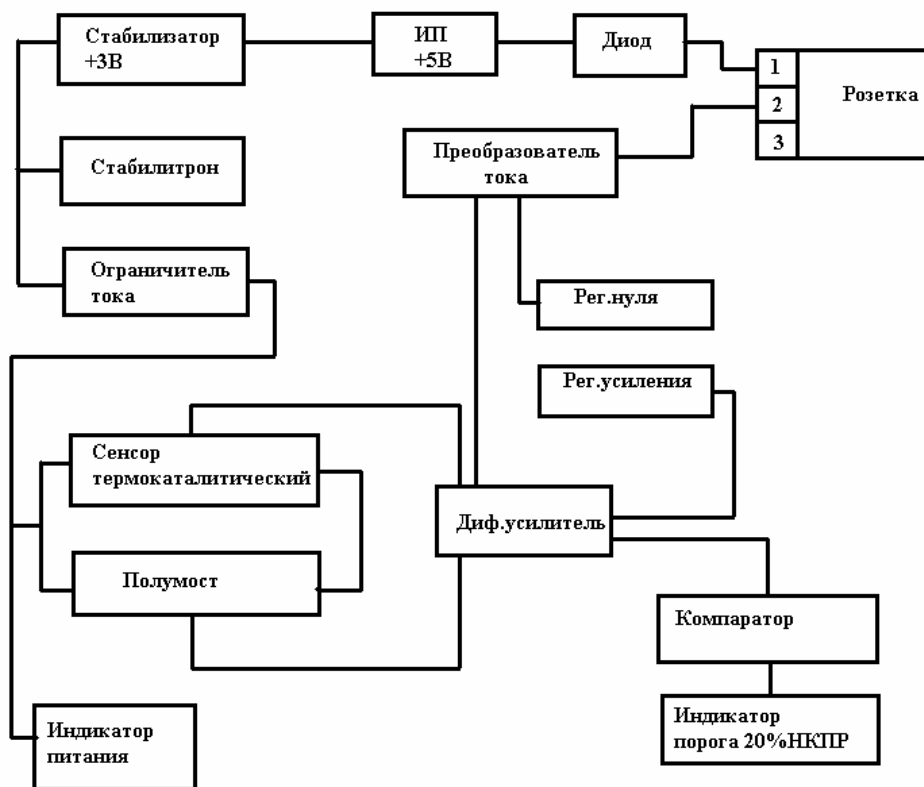 Стабилизатор
+3В
ИП
+5В
Диод
1
2
3
Розетка
Стабилитрон
Преобразователь
тока
Ограничитель
тока
Рег.нуля
Рег.усиления
Сенсор
термокаталитический
Диф.усилитель
Полумост
Компаратор
Индикатор
питания
Индикатор
порога 20%НКПР